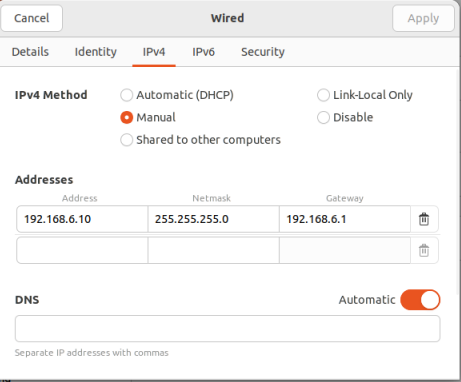 Cancel Wired Apply
Details Identity IPv4 IPv6 Security
IPv4 Method Automatic (DHCP) Link-Local Only
Manual Disable
Shared to other computers
Addresses
Address Netmask Gateway
192.168.6.10 255.255.255.0 192.168.6.1
DNS Automatic
Separate IP addresses with commas